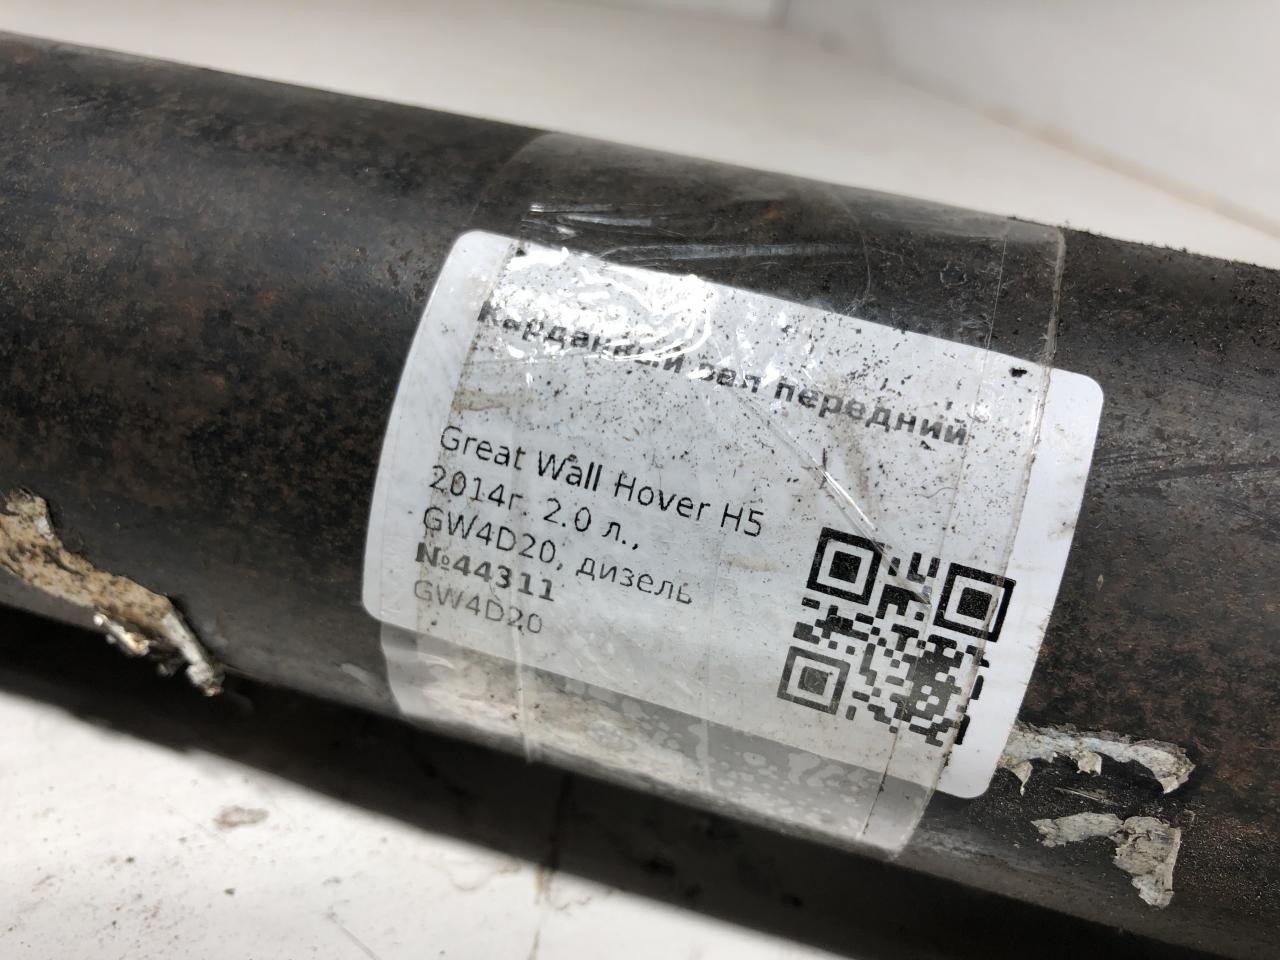 Карданный вал передний
Great Wall Hover H5
2014г. 2.0 л.,
GW4D20, дизель
№44311
GW4D20